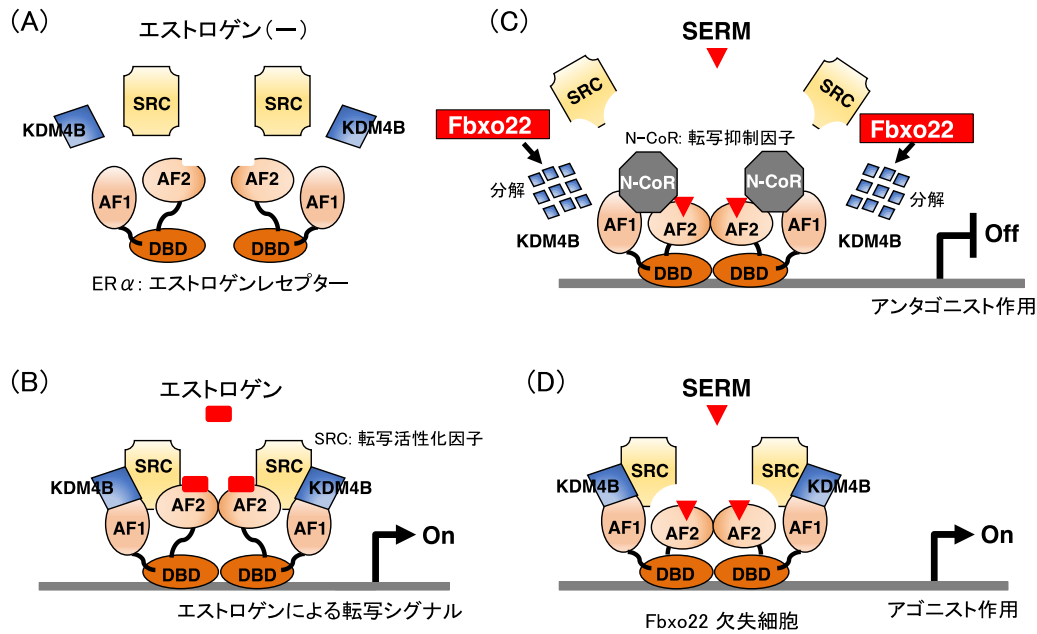 (A)
エストロゲン(ー)
SRC
SRC
KDM4B
KDM4B
AF1
AF2
AF2
AF1
DBD
DBD
ERα: エストロゲンレセプター
(B)
エストロゲン
SRC: 転写活性化因子
SRC
SRC
KDM4B
KDM4B
AF2
AF2
AF1
AF1
DBD
DBD
On
エストロゲンによる転写シグナル
(C)
SERM
SRC
SRC
Fbxo22
Fbxo22
N-CoR: 転写抑制因子
N-CoR
N-CoR
分解
分解
KDM4B
KDM4B
AF1
AF2
AF2
AF1
DBD
DBD
Off
アンタゴニスト作用
(D)
SERM
SRC
SRC
KDM4B
KDM4B
AF1
AF2
AF2
AF1
DBD
DBD
On
Fbxo22 欠失細胞
アゴニスト作用